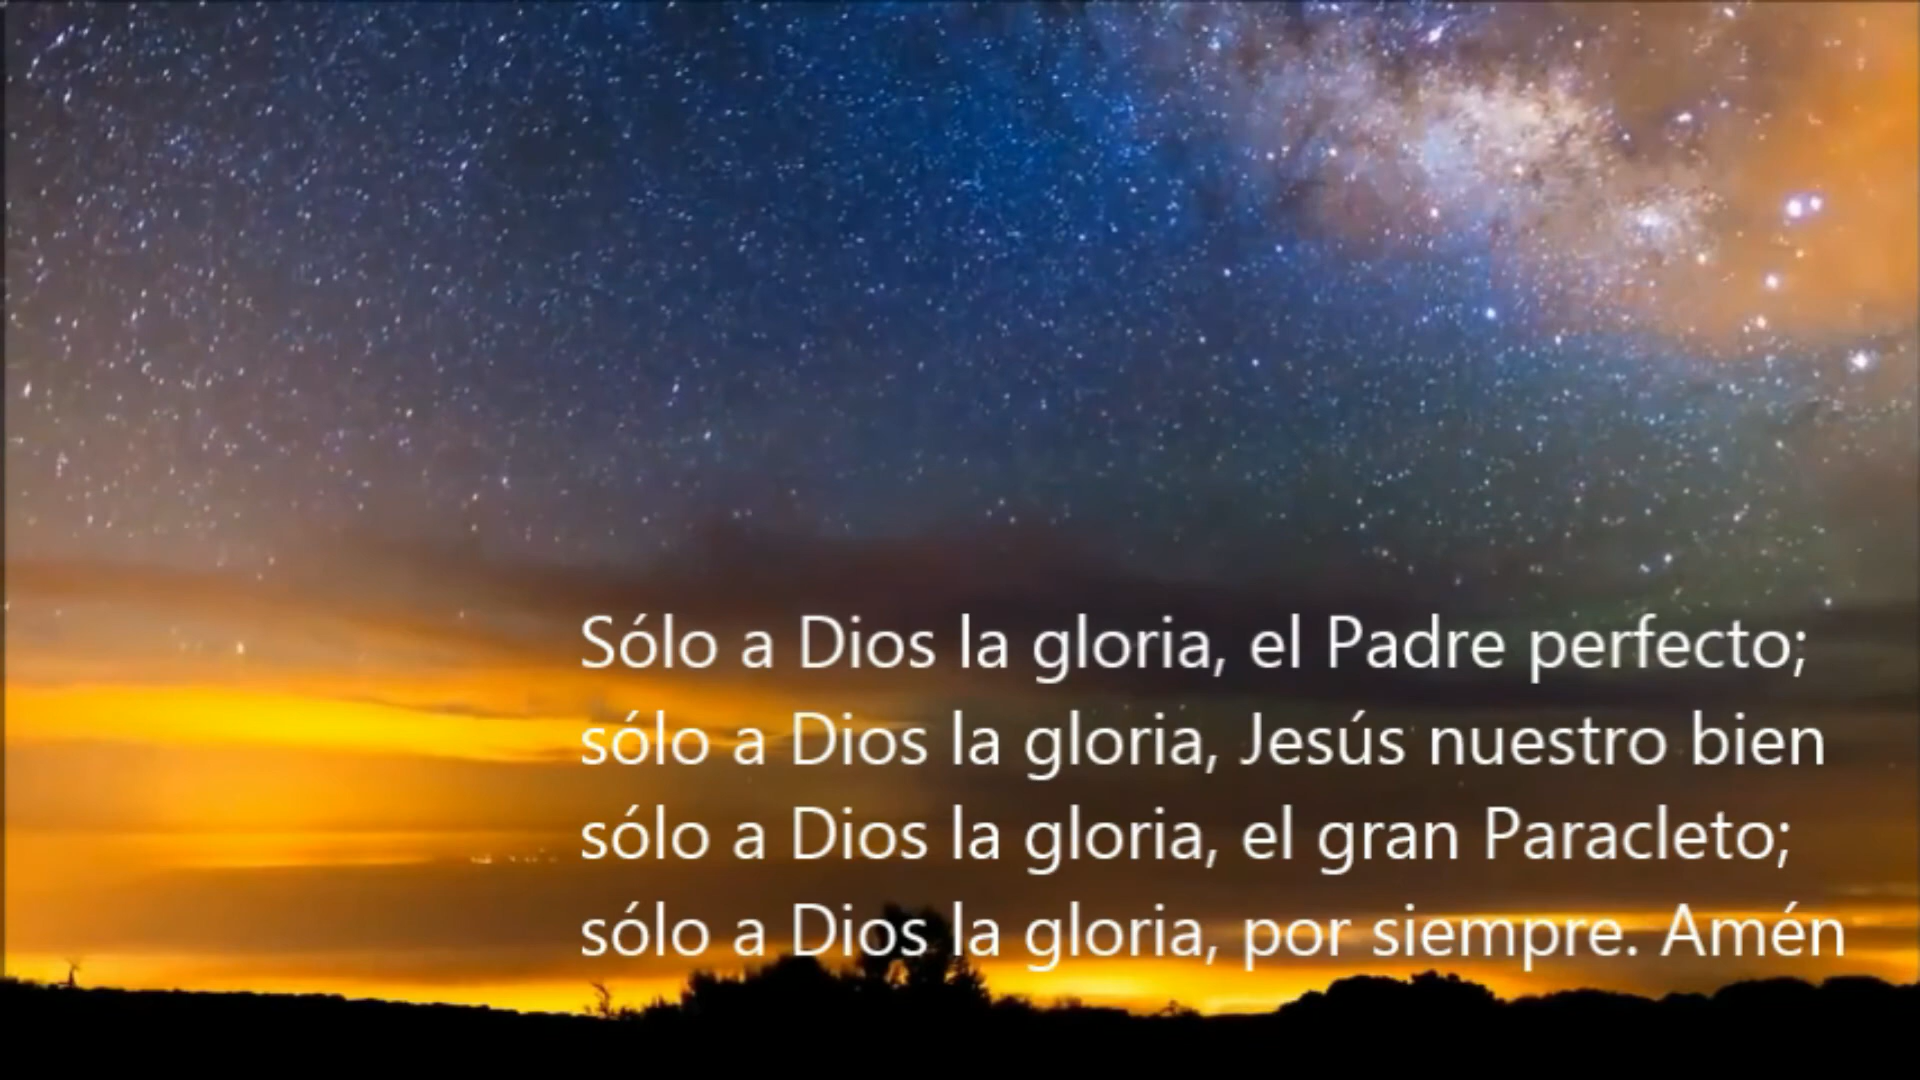 Sólo a Dios la gloria, el Padre perfecto;
sólo a Dios la gloria, Jesús nuestro bien
sólo a Dios la gloria, el gran Paracleto;
sólo a Dios la gloria, por siempre. Amén